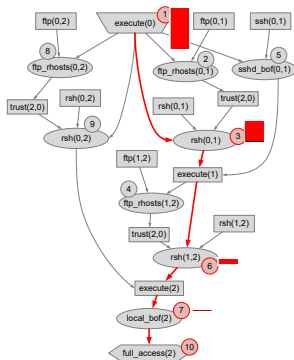 ftp(0,2)
execute(0)
1
ftp(0,1)
ssh(0,1)
8
ftp_rhosts(0,2)
2
ftp_rhosts(0,1)
5
sshd_bof(0,1)
trust(2,0)
rsh(0,2)
rsh(0,1)
trust(2,0)
9
rsh(0,2)
rsh(0,1)
3
ftp(1,2)
execute(1)
4
ftp_rhosts(1,2)
trust(2,0)
rsh(1,2)
rsh(1,2)
6
execute(2)
7
local_bof(2)
10
full_access(2)